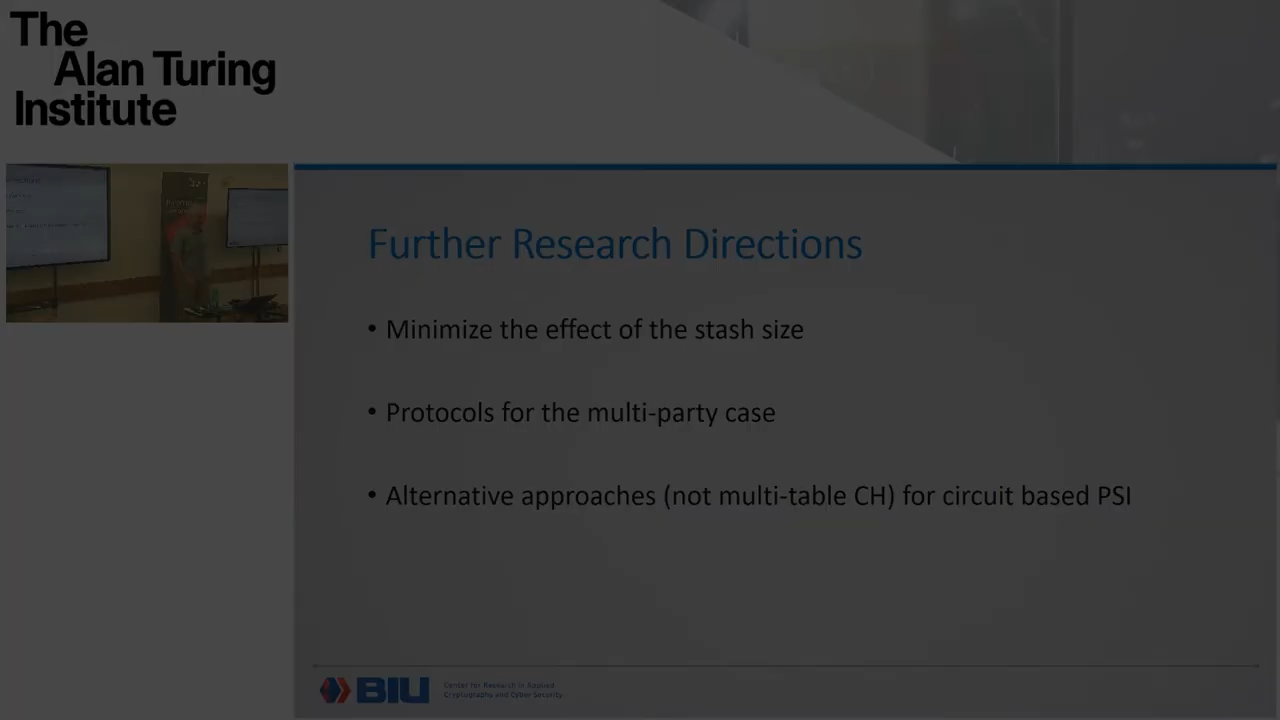 The
Alan Turing
Institute
Further Research Directions
• Minimize the effect of the stash size
• Protocols for the multi-party case
• Alternative approaches (not multi-table CH) for circuit based PSI
BIU
Center for Research in Applied
Cryptography and Cyber Security